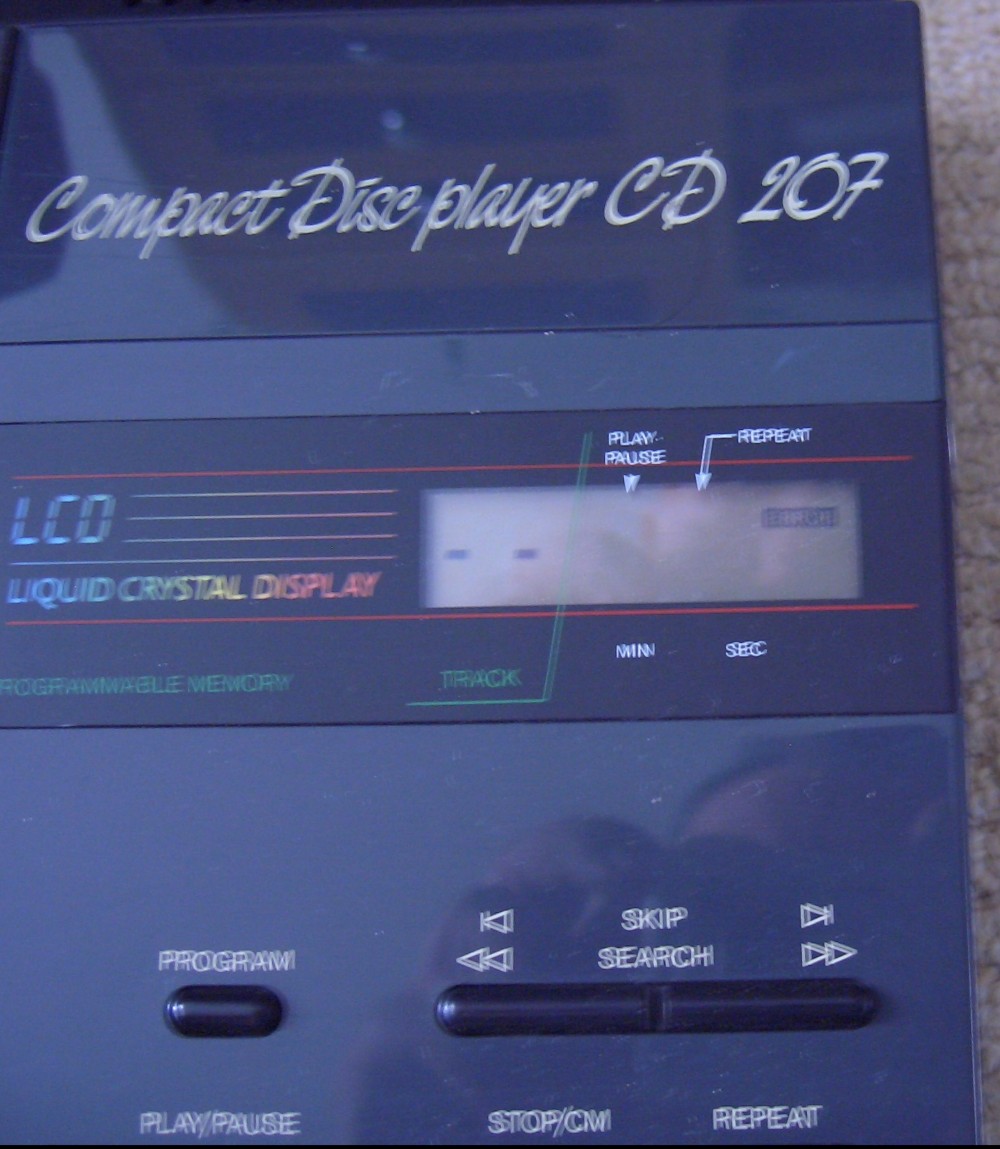 Compact Disc player CD 207
PLAY
PAUSE
REPEAT
LCD
- -
ERROR
LIQUID CRYSTAL DISPLAY
MIN SEC
ROGRAMMABLE MEMORY
TRACK
SKIP
PROGRAM
SEARCH
PLAY/PAUSE
STOP/CM
REPEAT